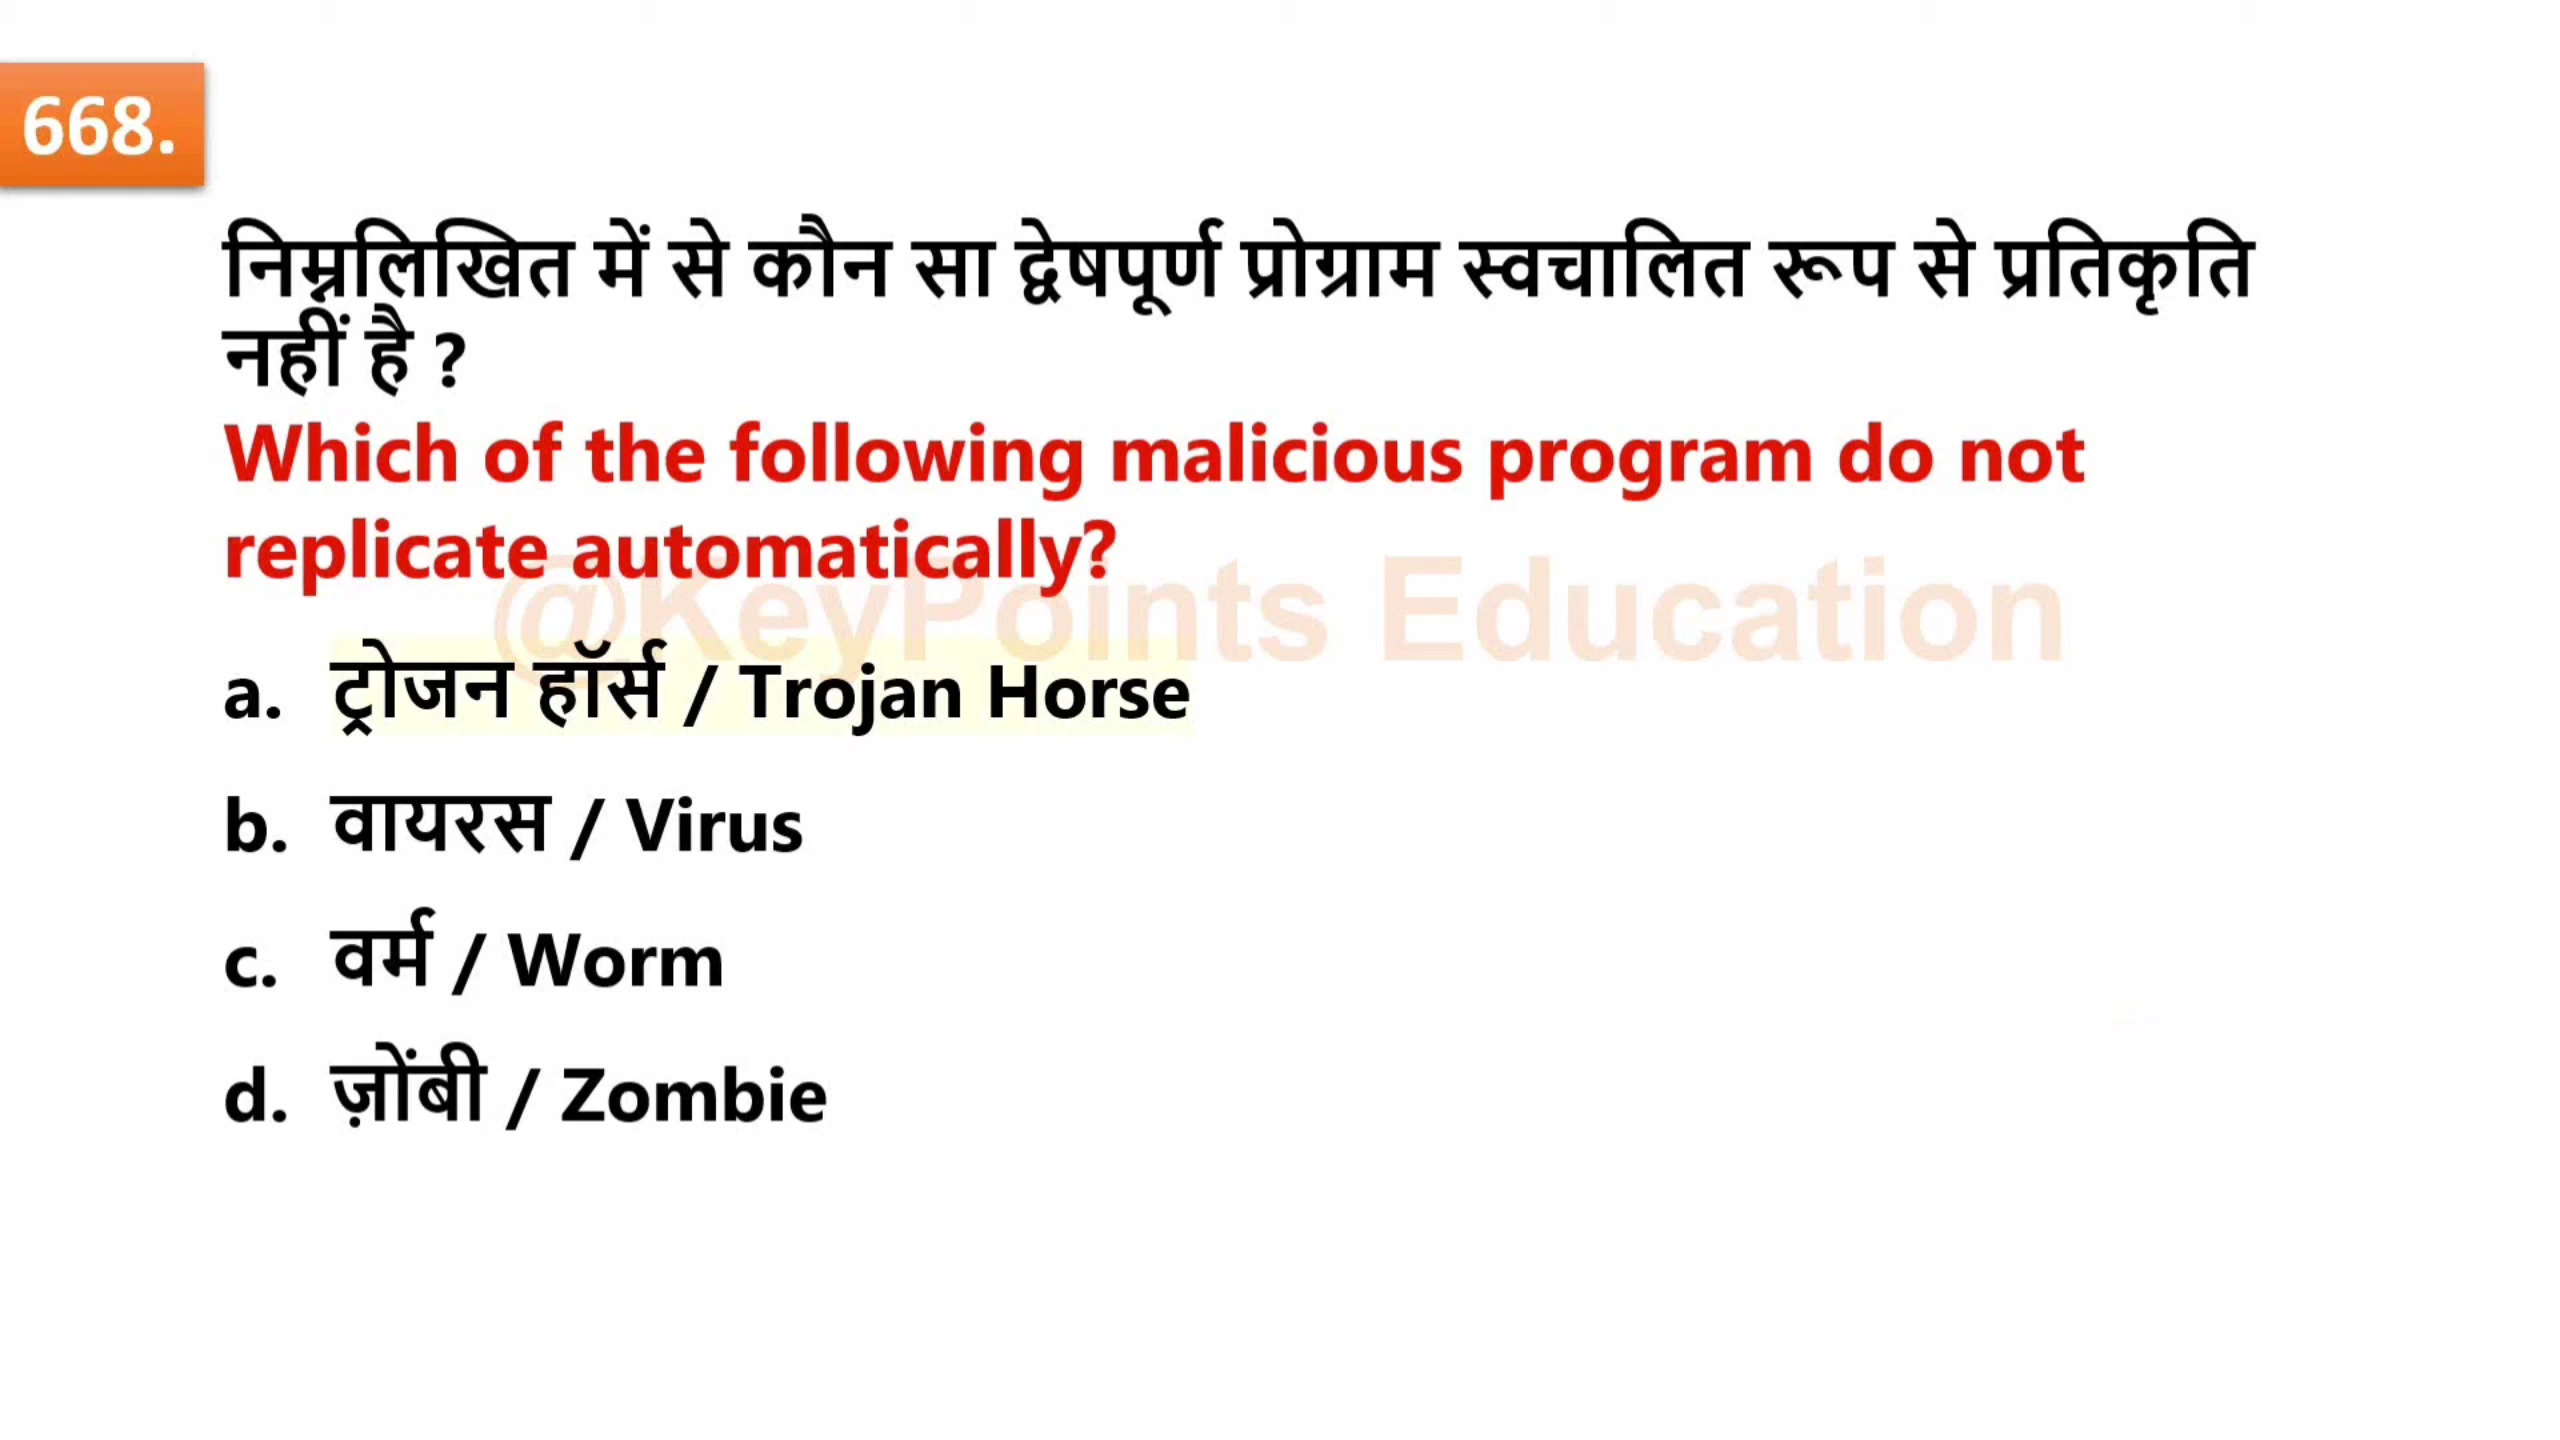 668.
निम्नलिखित में से कौन सा द्वेषपूर्ण प्रोग्राम स्वचालित रूप से प्रतिकृति
नहीं है ?
Which of the following malicious program do not
replicate automatically?
@KeyPoints Education
a. ट्रोजन हॉर्स / Trojan Horse
b. वायरस / Virus
c. वर्म / Worm
d. ज़ोंबी / Zombie